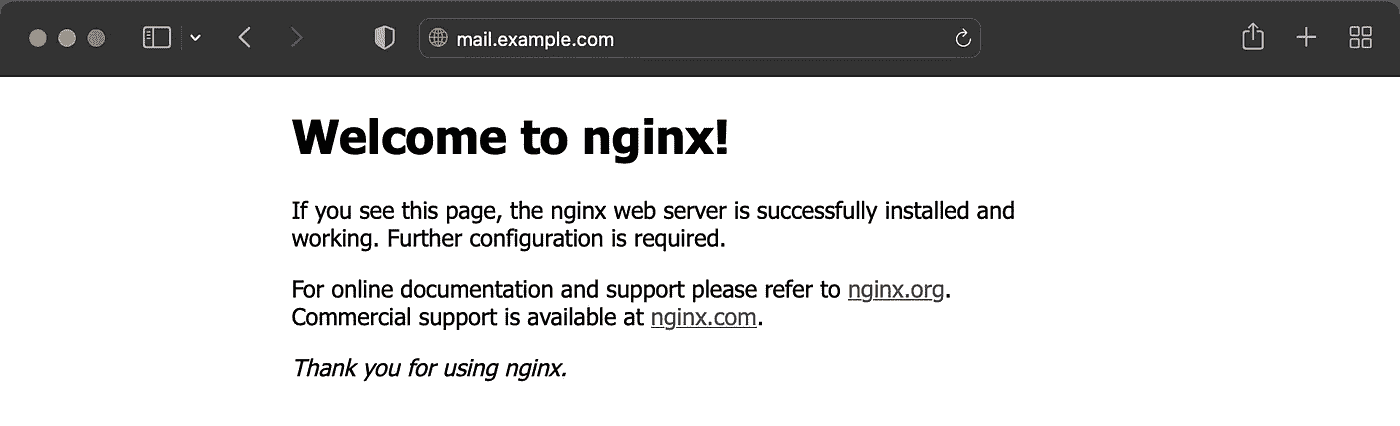 mail.example.com
Welcome to nginx!
If you see this page, the nginx web server is successfully installed and
working. Further configuration is required.
For online documentation and support please refer to nginx.org.
Commercial support is available at nginx.com.
Thank you for using nginx.